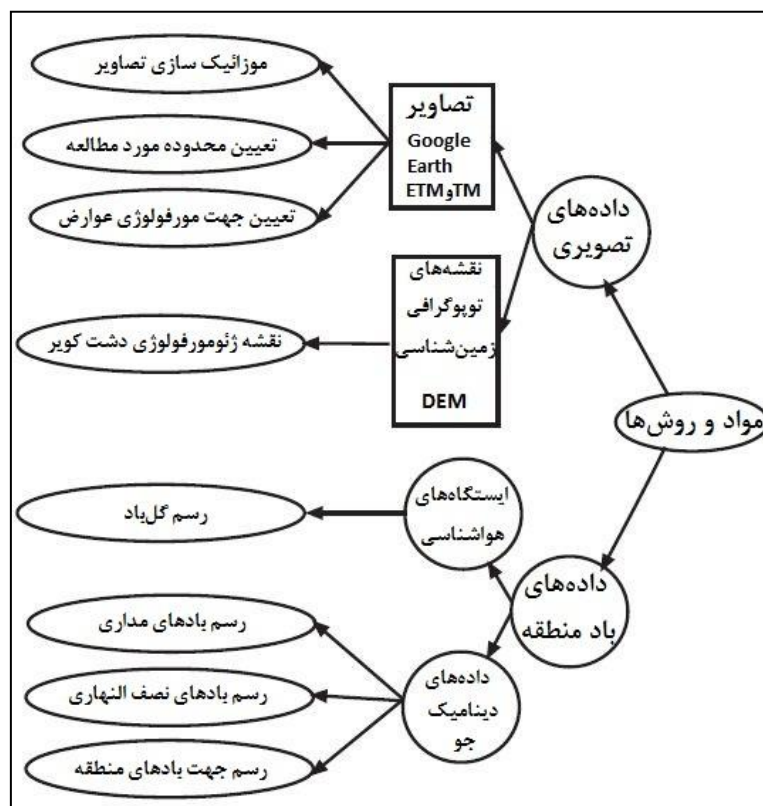 مواد و روش‌ها
داده‌های
تصویری
تصاویر
Google
Earth
TMوETM
موزائیک سازی تصاویر
تعیین محدوده مورد مطالعه
تعیین جهت مورفولوژی عوارض
نقشه‌های
توپوگرافی
زمین‌شناسی
DEM
نقشه ژئومورفولوژی دشت کویر
داده‌های
باد منطقه
ایستگاه‌های
هواشناسی
رسم گل‌باد
داده‌های
دینامیک
جو
رسم بادهای مداری
رسم بادهای نصف النهاری
رسم جهت بادهای منطقه